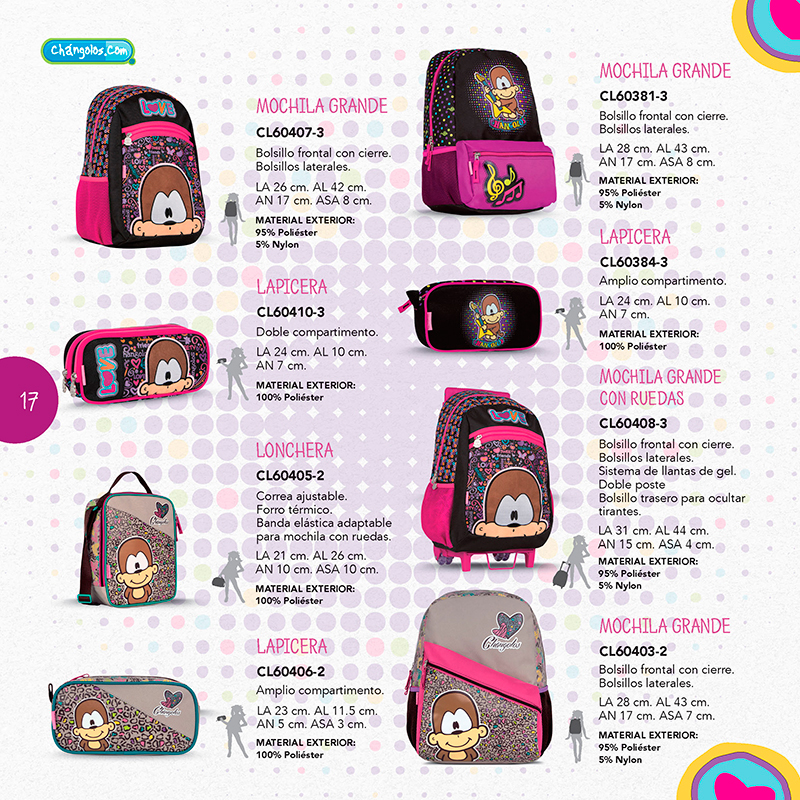 Chángolos.Com
MOCHILA GRANDE
CL60407-3
Bolsillo frontal con cierre.
Bolsillos laterales.
LA 26 cm. AL 42 cm.
AN 17 cm. ASA 8 cm.
MATERIAL EXTERIOR:
95% Poliéster
5% Nylon
LAPICERA
CL60410-3
Doble compartimento.
LA 24 cm. AL 10 cm.
AN 7 cm.
MATERIAL EXTERIOR:
100% Poliéster
17
LONCHERA
CL60405-2
Correa ajustable.
Forro térmico.
Banda elástica adaptable
para mochila con ruedas.
LA 21 cm. AL 26 cm.
AN 10 cm. ASA 10 cm.
MATERIAL EXTERIOR:
100% Poliéster
LAPICERA
CL60406-2
Amplio compartimento.
LA 23 cm. AL 11.5 cm.
AN 5 cm. ASA 3 cm.
MATERIAL EXTERIOR:
100% Poliéster
MOCHILA GRANDE
CL60381-3
Bolsillo frontal con cierre.
Bolsillos laterales.
LA 28 cm. AL 43 cm.
AN 17 cm. ASA 8 cm.
MATERIAL EXTERIOR:
95% Poliéster
5% Nylon
LAPICERA
CL60384-3
Amplio compartimento.
LA 24 cm. AL 10 cm.
AN 7 cm.
MATERIAL EXTERIOR:
100% Poliéster
MOCHILA GRANDE
CON RUEDAS
CL60408-3
Bolsillo frontal con cierre.
Bolsillos laterales.
Sistema de llantas de gel.
Doble poste
Bolsillo trasero para ocultar
tirantes.
LA 31 cm. AL 44 cm.
AN 15 cm. ASA 4 cm.
MATERIAL EXTERIOR:
95% Poliéster
5% Nylon
MOCHILA GRANDE
CL60403-2
Bolsillo frontal con cierre.
Bolsillos laterales.
LA 28 cm. AL 43 cm.
AN 17 cm. ASA 7 cm.
MATERIAL EXTERIOR:
95% Poliéster
5% Nylon
LOVE
LOVE
Changolos